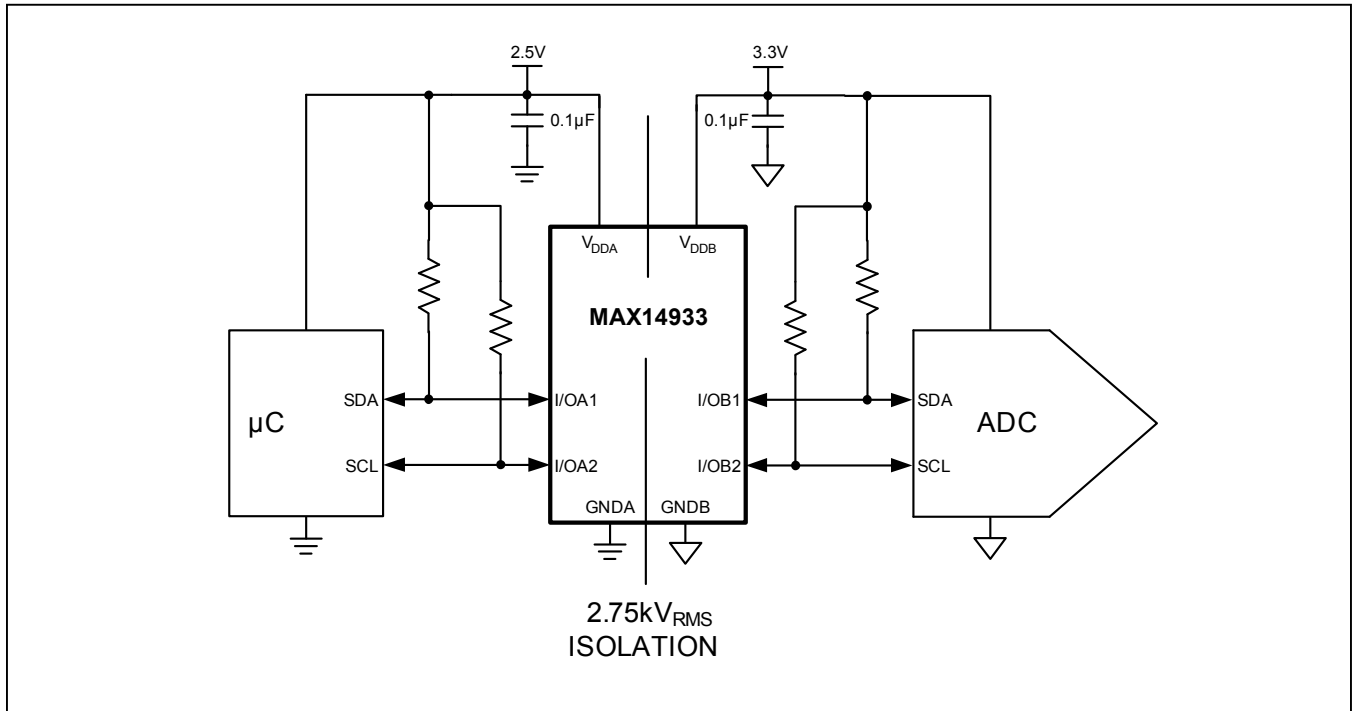 2.5V
3.3V
0.1µF
0.1µF
VDDA
VDDB
MAX14933
SDA
I/OA1
I/OB1
SDA
µC
ADC
SCL
I/OA2
I/OB2
SCL
GNDA
GNDB
2.75kVRMS
ISOLATION